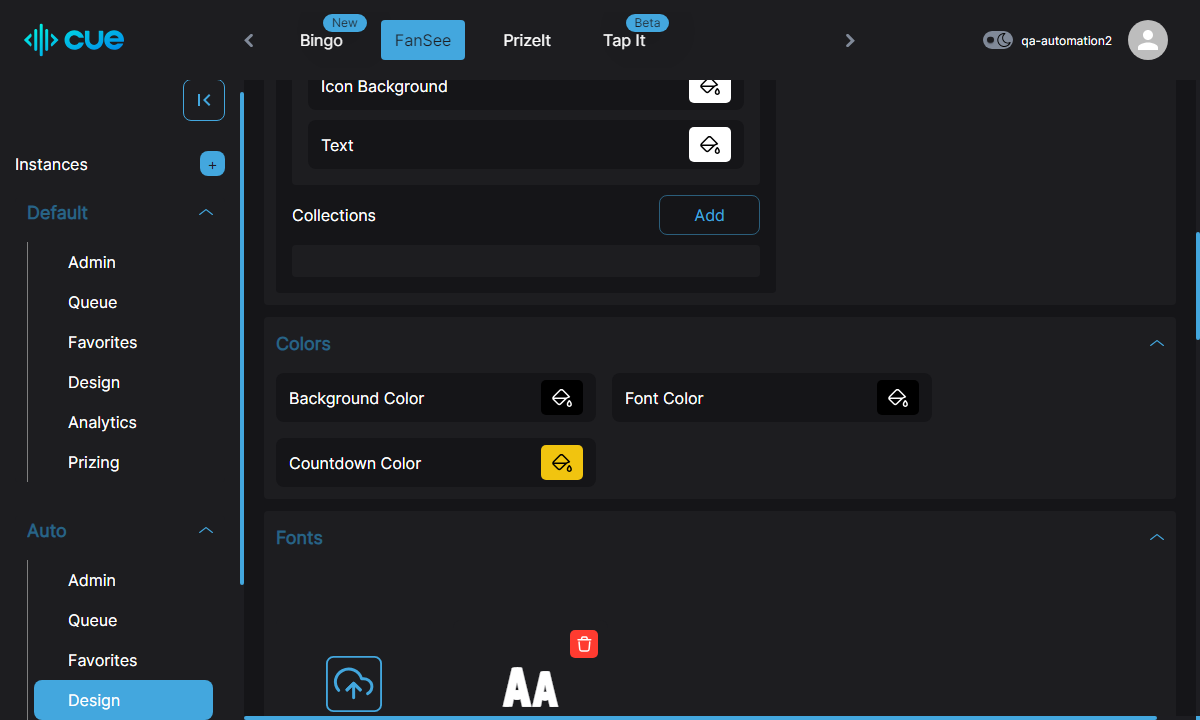 cue
New
Bingo
FanSee
PrizeIt
Beta
Tap It
qa-automation2
Instances
+
Default
Admin
Queue
Favorites
Design
Analytics
Prizing
Auto
Admin
Queue
Favorites
Design
Icon Background
Text
Collections
Add
Colors
Background Color
Font Color
Countdown Color
Fonts
AA